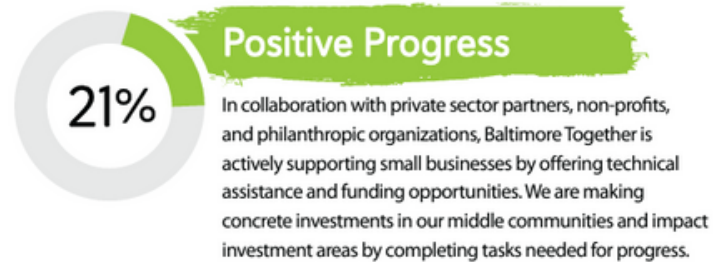 Positive Progress
21%
In collaboration with private sector partners, non-profits,
and philanthropic organizations, Baltimore Together is
actively supporting small businesses by offering technical
assistance and funding opportunities. We are making
concrete investments in our middle communities and impact
investment areas by completing tasks needed for progress.